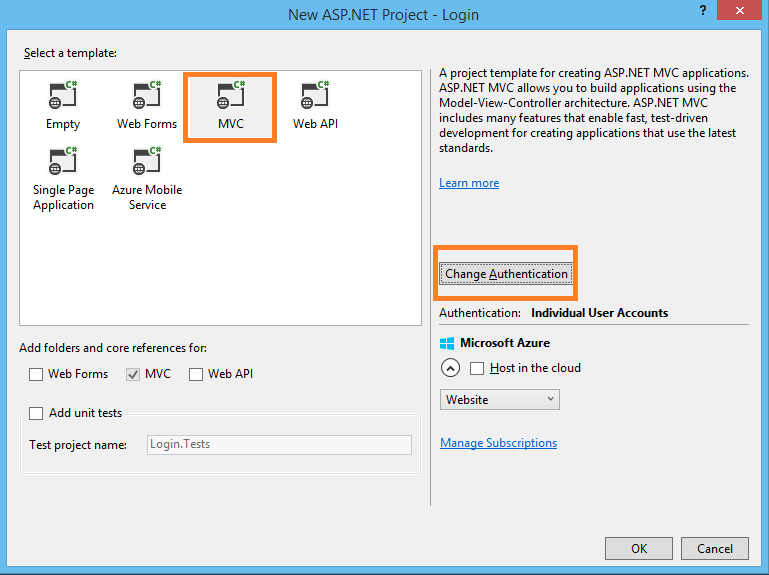 New ASP.NET Project - Login
?
Select a template:
C#
C#
C#
C#
Empty
Web Forms
MVC
Web API
C#
C#
Single Page
Application
Azure Mobile
Service
A project template for creating ASP.NET MVC applications.
ASP.NET MVC allows you to build applications using the
Model-View-Controller architecture. ASP.NET MVC
includes many features that enable fast, test-driven
development for creating applications that use the latest
standards.
Learn more
Change Authentication
Authentication: Individual User Accounts
Microsoft Azure
Host in the cloud
Website
Manage Subscriptions
Add folders and core references for:
Web Forms
MVC
Web API
Add unit tests
Test project name:
Login.Tests
OK
Cancel